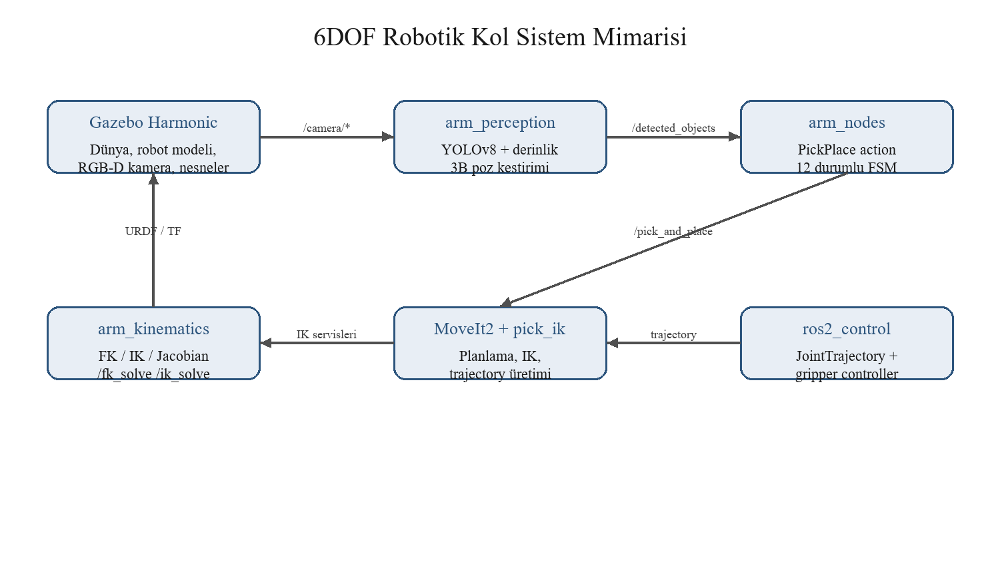 6DOF Robotik Kol Sistem Mimarisi
Gazebo Harmonic
Dünya, robot modeli,
RGB-D kamera, nesneler
/camera/*
arm_perception
YOLOv8 + derinlik
3B poz kestirimi
/detected_objects
arm_nodes
PickPlace action
12 durumlu FSM
URDF / TF
/pick_and_place
arm_kinematics
FK / IK / Jacobian
/fk_solve /ik_solve
IK servisleri
MoveIt2 + pick_ik
Planlama, IK,
trajectory üretimi
trajectory
ros2_control
JointTrajectory +
gripper controller